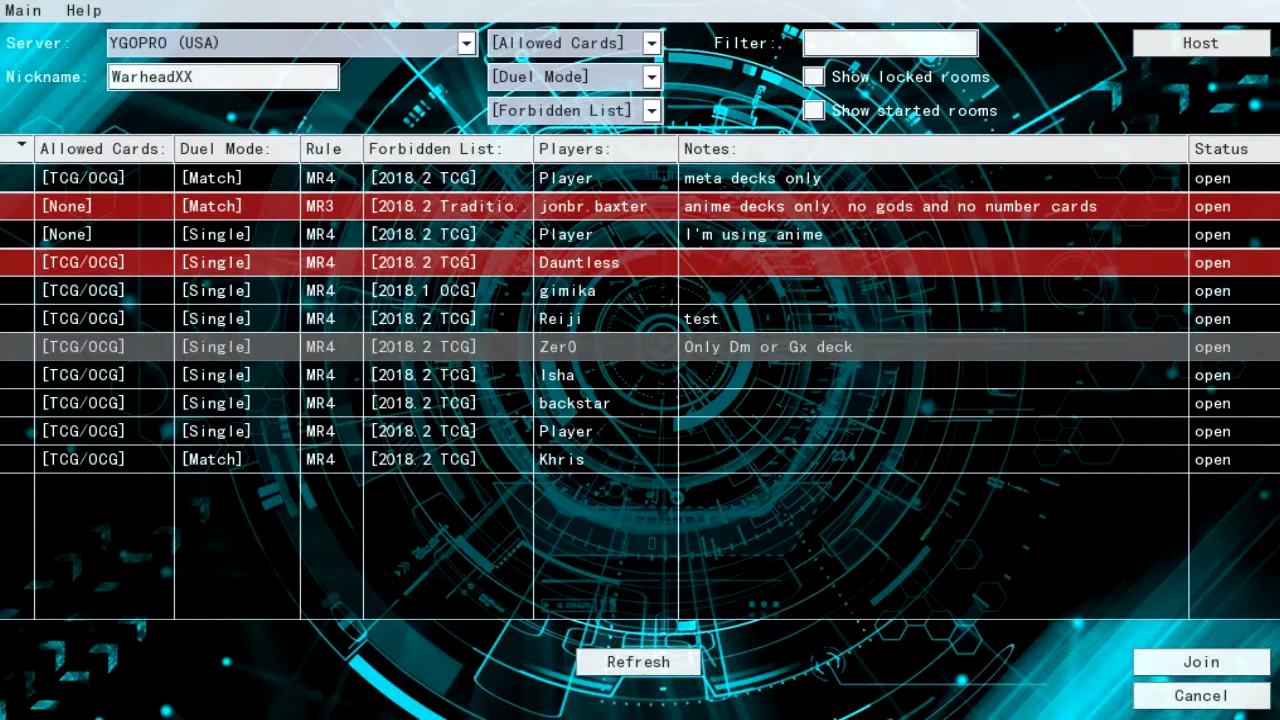 Main Help
Server: YGOPRO (USA) [Allowed Cards] Filter: Host
Nickname: WarheadXX [Duel Mode] Show locked rooms
[Forbidden List] Show started rooms
Allowed Cards: Duel Mode: Rule Forbidden List: Players: Notes: Status
[TCG/OCG] [Match] MR4 [2018.2 TCG] Player meta decks only open
[None] [Match] MR3 [2018.2 Traditio.. jonbr.baxter anime decks only. no gods and no number cards open
[None] [Single] MR4 [2018.2 TCG] Player I'm using anime open
[TCG/OCG] [Single] MR4 [2018.2 TCG] Dauntless open
[TCG/OCG] [Single] MR4 [2018.1 OCG] gimika open
[TCG/OCG] [Single] MR4 [2018.2 TCG] Reiji test open
[TCG/OCG] [Single] MR4 [2018.2 TCG] Zer0 Only Dm or Gx deck open
[TCG/OCG] [Single] MR4 [2018.2 TCG] Isha open
[TCG/OCG] [Single] MR4 [2018.2 TCG] backstar open
[TCG/OCG] [Single] MR4 [2018.2 TCG] Player open
[TCG/OCG] [Match] MR4 [2018.2 TCG] Khris open
Refresh Join
Cancel